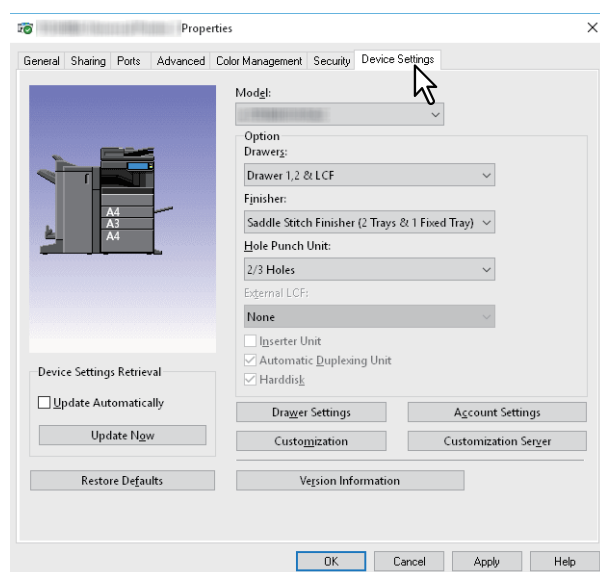 Properties
General Sharing Ports Advanced Color Management Security Device Settings
Model:
Option
Drawers:
Drawer 1,2 & LCF
Finisher:
Saddle Stitch Finisher (2 Trays & 1 Fixed Tray)
Hole Punch Unit:
2/3 Holes
External LCF:
None
Inserter Unit
Automatic Duplexing Unit
Harddisk
A4
A3
A4
Device Settings Retrieval
Update Automatically
Update Now
Drawer Settings Account Settings
Customization Customization Server
Restore Defaults Version Information
OK Cancel Apply Help